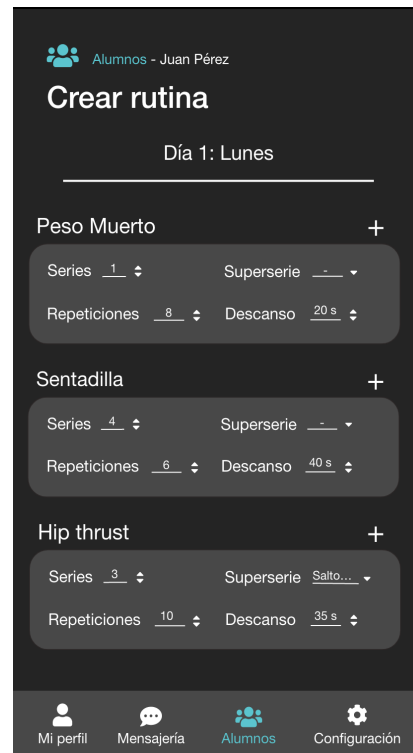 Alumnos - Juan Pérez
Crear rutina
Día 1: Lunes
Peso Muerto +
Series 1 Superserie -
Repeticiones 8 Descanso 20 s
Sentadilla +
Series 4 Superserie -
Repeticiones 6 Descanso 40 s
Hip thrust +
Series 3 Superserie Salto...
Repeticiones 10 Descanso 35 s
Mi perfil Mensajería Alumnos Configuración